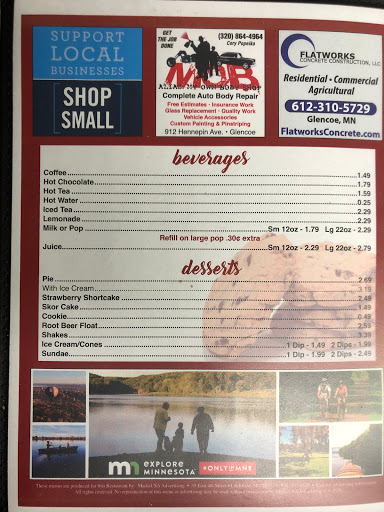 SUPPORT
LOCAL
BUSINESSES
SHOP
SMALL
GET
THE JOB
DONE
(320) 864-4964
Cory Popelka
Complete Auto Body Repair
Free Estimates • Insurance Work
Glass Replacement • Quality Work
Vehicle Accessories
Custom Painting & Pinstriping
912 Hennepin Ave. • Glencoe
FLATWORKS
CONCRETE CONSTRUCTION, LLC
Residential • Commercial
Agricultural
612-310-5729
Glencoe, MN
FlatworksConcrete.com
beverages
Coffee 1.49
Hot Chocolate 1.79
Hot Tea 1.59
Hot Water 0.25
Iced Tea 2.29
Lemonade 2.29
Milk or Pop Sm 12oz - 1.79 Lg 22oz - 2.29
Refill on large pop .30¢ extra
Juice Sm 12oz - 2.29 Lg 22oz - 2.79
desserts
Pie 2.69
With Ice Cream 3.19
Strawberry Shortcake 2.49
Skor Cake 1.49
Cookie 0.49
Root Beer Float 2.59
Shakes 3.39
Ice Cream/Cones 1 Dip - 1.49 2 Dips - 1.99
Sundae 1 Dip - 1.99 2 Dips - 2.49
EXPLORE
MINNESOTA
#ONLYINMN